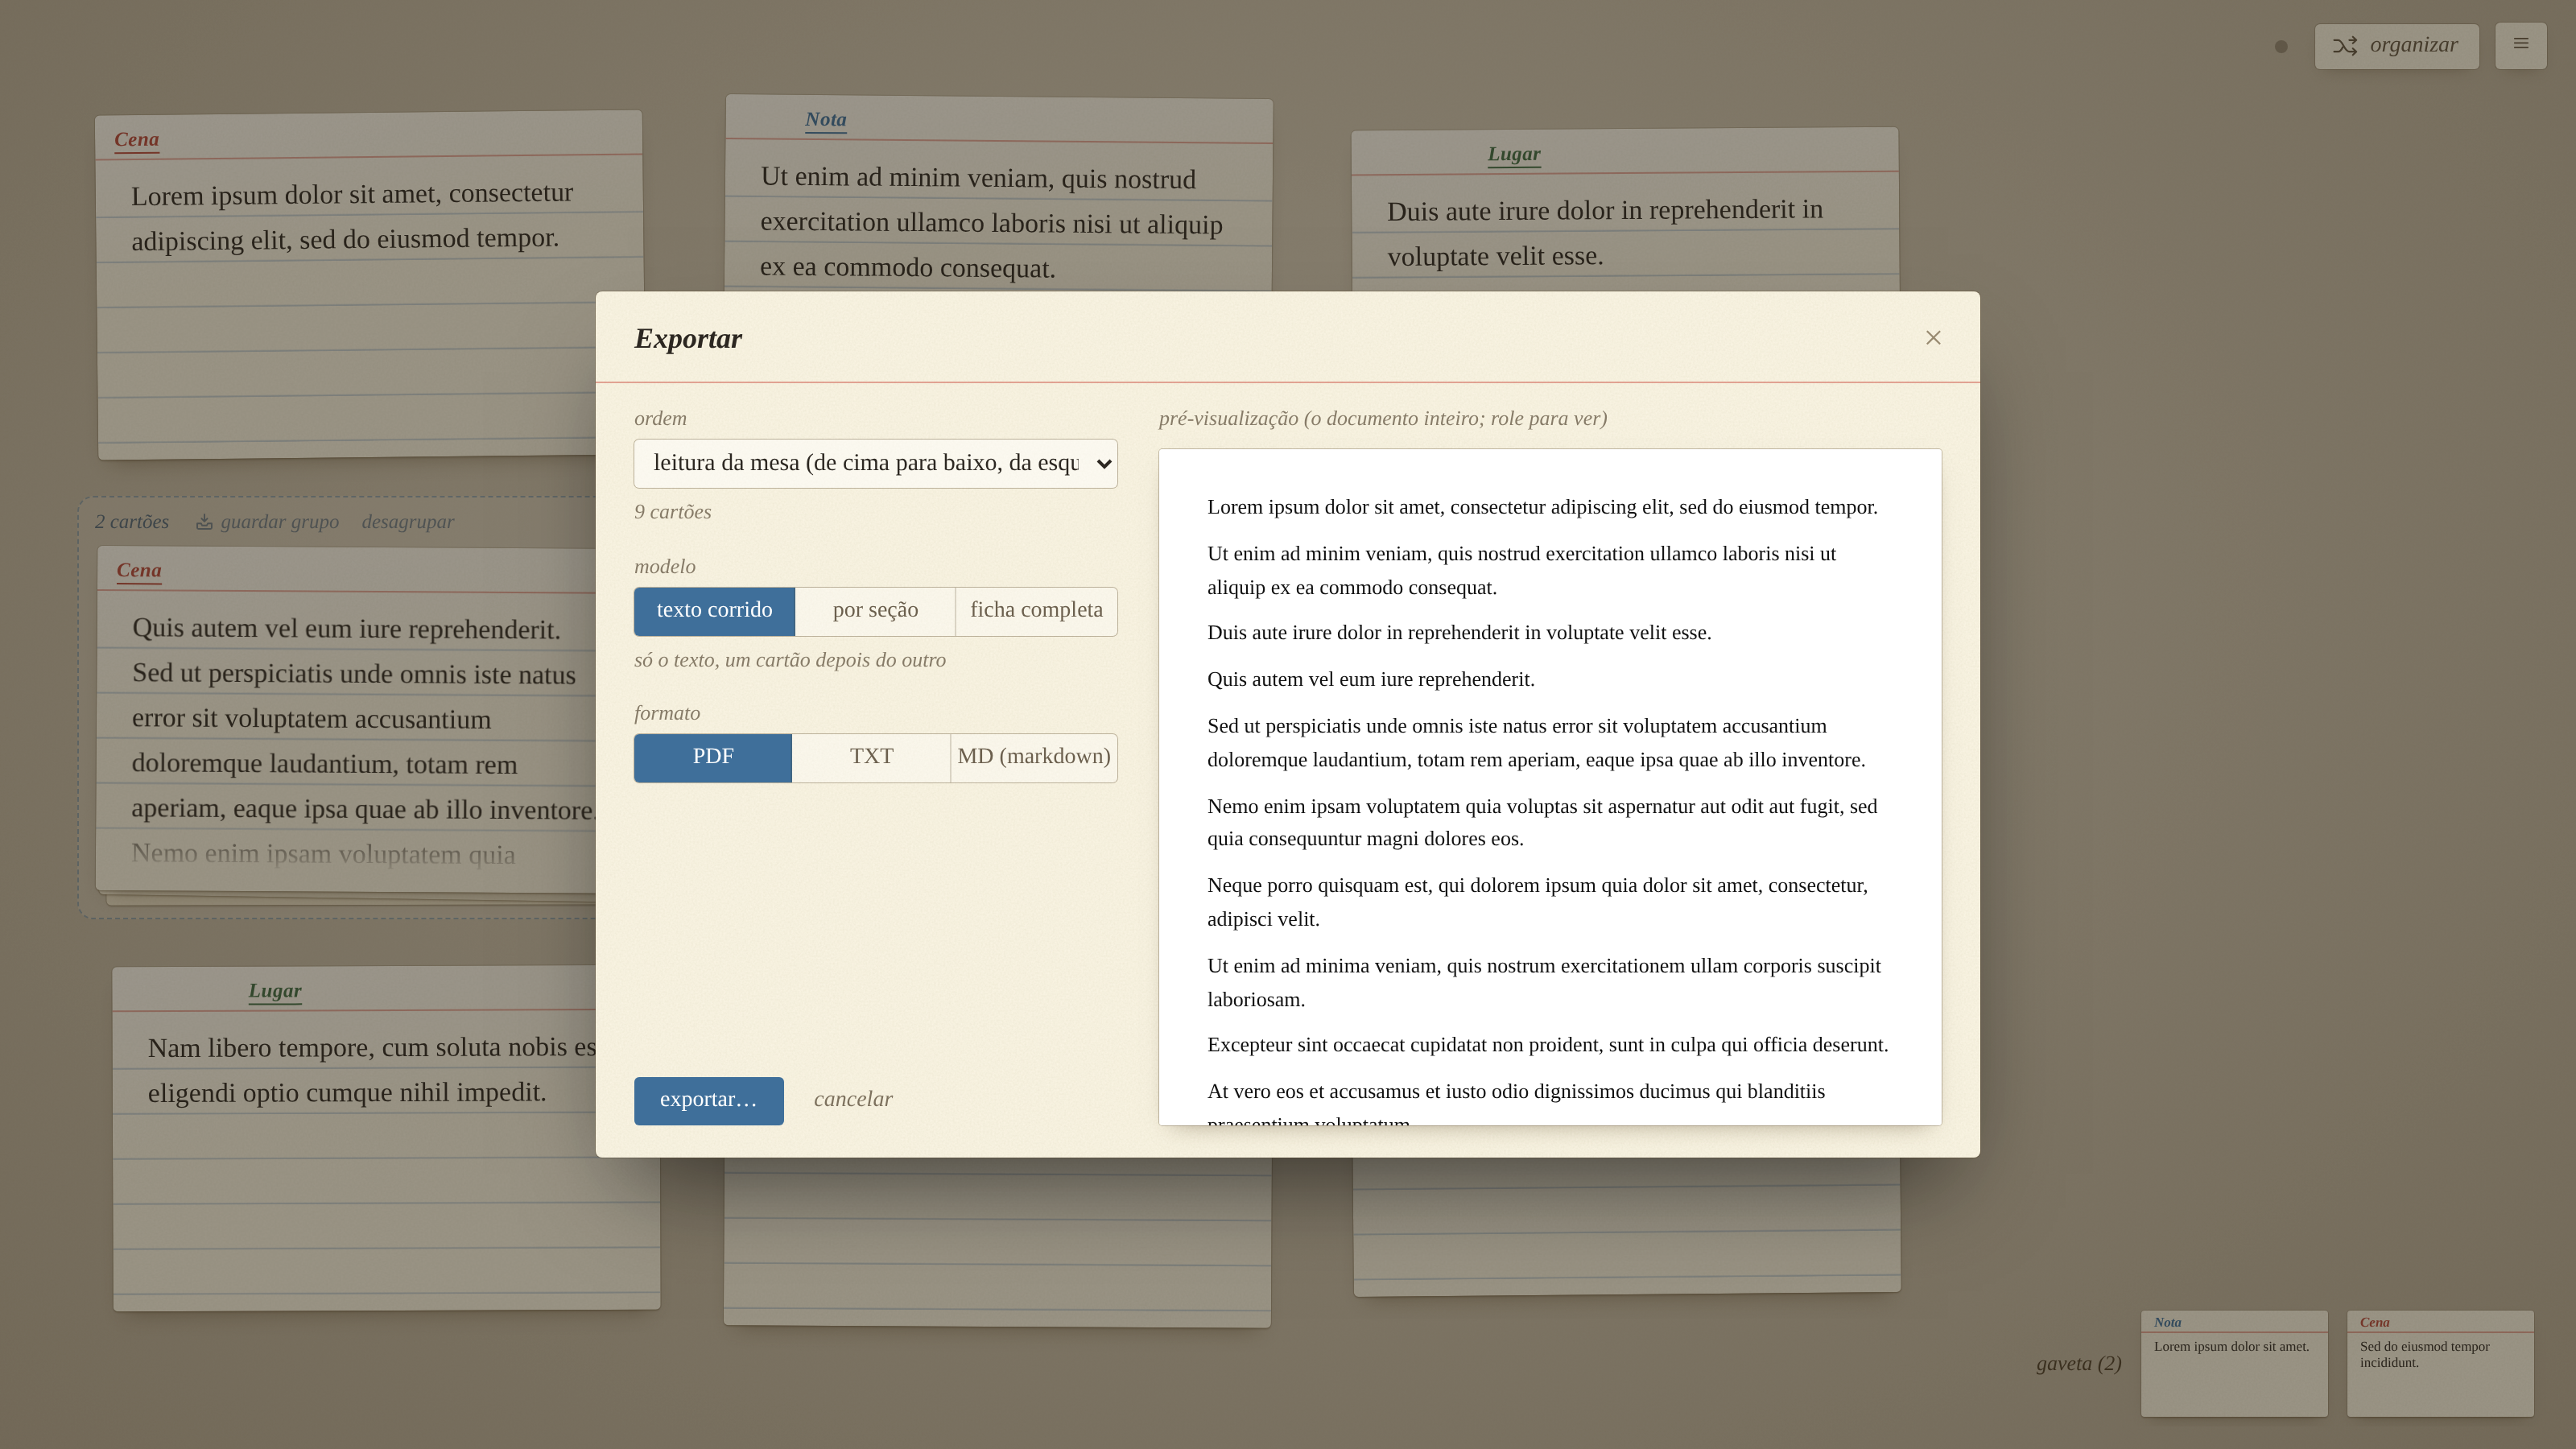 organizar
Cena
Lorem ipsum dolor sit amet, consectetur
adipiscing elit, sed do eiusmod tempor.
Nota
Ut enim ad minim veniam, quis nostrud
exercitation ullamco laboris nisi ut aliquip
ex ea commodo consequat.
Lugar
Duis aute irure dolor in reprehenderit in
voluptate velit esse.
2 cartões guardar grupo desagrupar
Cena
Quis autem vel eum iure reprehenderit.
Sed ut perspiciatis unde omnis iste natus
error sit voluptatem accusantium
doloremque laudantium, totam rem
aperiam, eaque ipsa quae ab illo inventore.
Nemo enim ipsam voluptatem quia
Lugar
Nam libero tempore, cum soluta nobis es
eligendi optio cumque nihil impedit.
Exportar
ordem
leitura da mesa (de cima para baixo, da esqu
9 cartões
modelo
texto corrido por seção ficha completa
só o texto, um cartão depois do outro
formato
PDF TXT MD (markdown)
exportar… cancelar
pré-visualização (o documento inteiro; role para ver)
Lorem ipsum dolor sit amet, consectetur adipiscing elit, sed do eiusmod tempor.
Ut enim ad minim veniam, quis nostrud exercitation ullamco laboris nisi ut
aliquip ex ea commodo consequat.
Duis aute irure dolor in reprehenderit in voluptate velit esse.
Quis autem vel eum iure reprehenderit.
Sed ut perspiciatis unde omnis iste natus error sit voluptatem accusantium
doloremque laudantium, totam rem aperiam, eaque ipsa quae ab illo inventore.
Nemo enim ipsam voluptatem quia voluptas sit aspernatur aut odit aut fugit, sed
quia consequuntur magni dolores eos.
Neque porro quisquam est, qui dolorem ipsum quia dolor sit amet, consectetur,
adipisci velit.
Ut enim ad minima veniam, quis nostrum exercitationem ullam corporis suscipit
laboriosam.
Excepteur sint occaecat cupidatat non proident, sunt in culpa qui officia deserunt.
At vero eos et accusamus et iusto odio dignissimos ducimus qui blanditiis
praesentium voluptatum
gaveta (2)
Nota
Lorem ipsum dolor sit amet.
Cena
Sed do eiusmod tempor
incididunt.